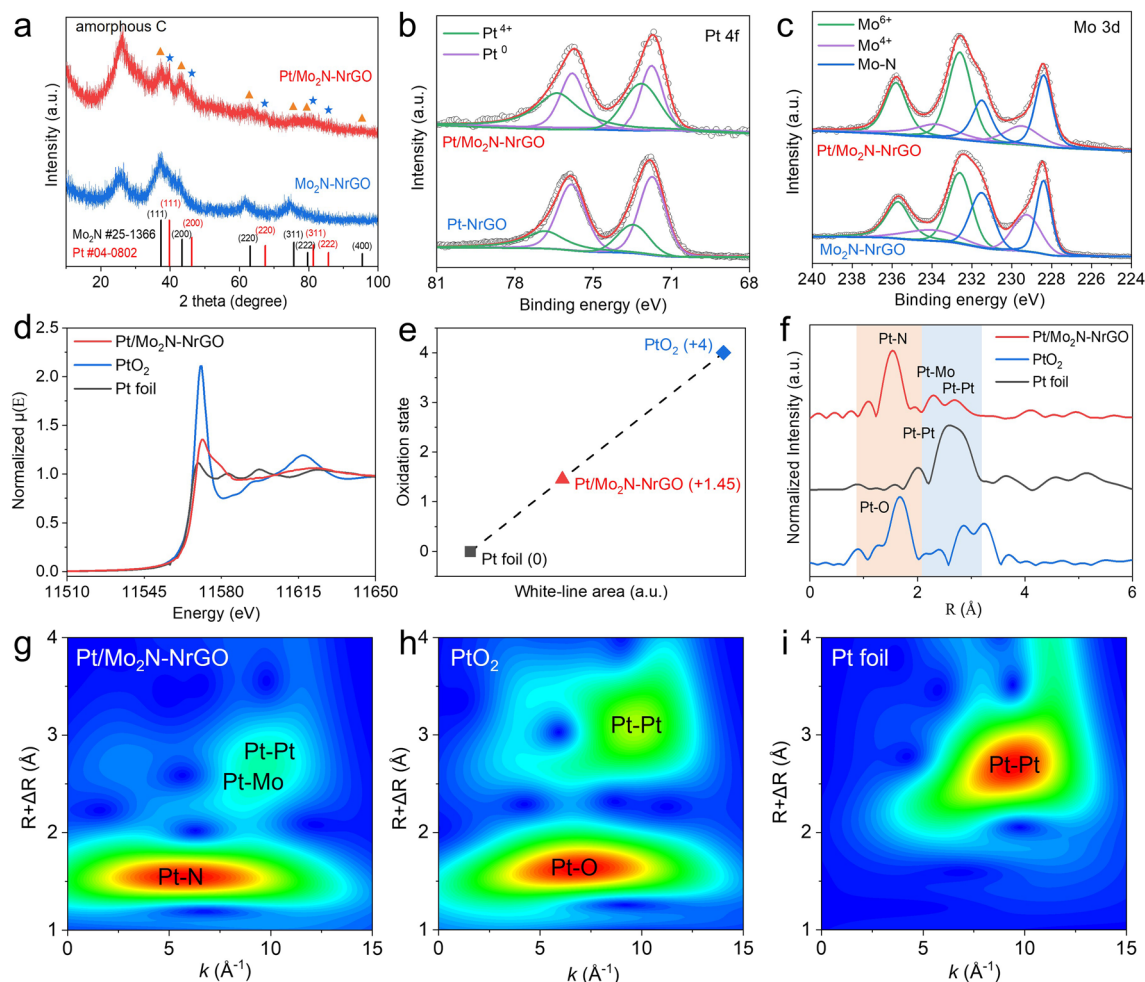 a
amorphous C
Pt/Mo₂N-NrGO
Mo₂N-NrGO
(111)
(111)
Mo₂N #25-1366
(200)
(200)
(220)
(220)
(311)
(311)
(222)
(222)
(400)
Pt #04-0802
Intensity (a.u.)
10 20 40 60 80 100
2 theta (degree)
b
Pt⁴⁺
Pt⁰
Pt 4f
Pt/Mo₂N-NrGO
Pt-NrGO
Intensity (a.u.)
81 78 75 71 68
Binding energy (eV)
c
Mo⁶⁺
Mo⁴⁺
Mo-N
Mo 3d
Pt/Mo₂N-NrGO
Mo₂N-NrGO
Intensity (a.u.)
240 238 236 234 232 230 228 226 224
Binding energy (eV)
d
Pt/Mo₂N-NrGO
PtO₂
Pt foil
Normalized μ(E)
2.5
2.0
1.5
1.0
0.5
0.0
11510 11545 11580 11615 11650
Energy (eV)
e
PtO₂ (+4)
Pt/Mo₂N-NrGO (+1.45)
Pt foil (0)
Oxidation state
4
3
2
1
0
White-line area (a.u.)
f
Pt/Mo₂N-NrGO
PtO₂
Pt foil
Pt-N
Pt-Mo
Pt-Pt
Pt-Pt
Pt-O
Normalized Intensity (a.u.)
0 2 4 6
R (Å)
g
Pt/Mo₂N-NrGO
Pt-Pt
Pt-Mo
Pt-N
R+ΔR (Å)
4
3
2
1
0 5 10 15
k (Å⁻¹)
h
PtO₂
Pt-Pt
Pt-O
R+ΔR (Å)
4
3
2
1
0 5 10 15
k (Å⁻¹)
i
Pt foil
Pt-Pt
R+ΔR (Å)
4
3
2
1
0 5 10 15
k (Å⁻¹)